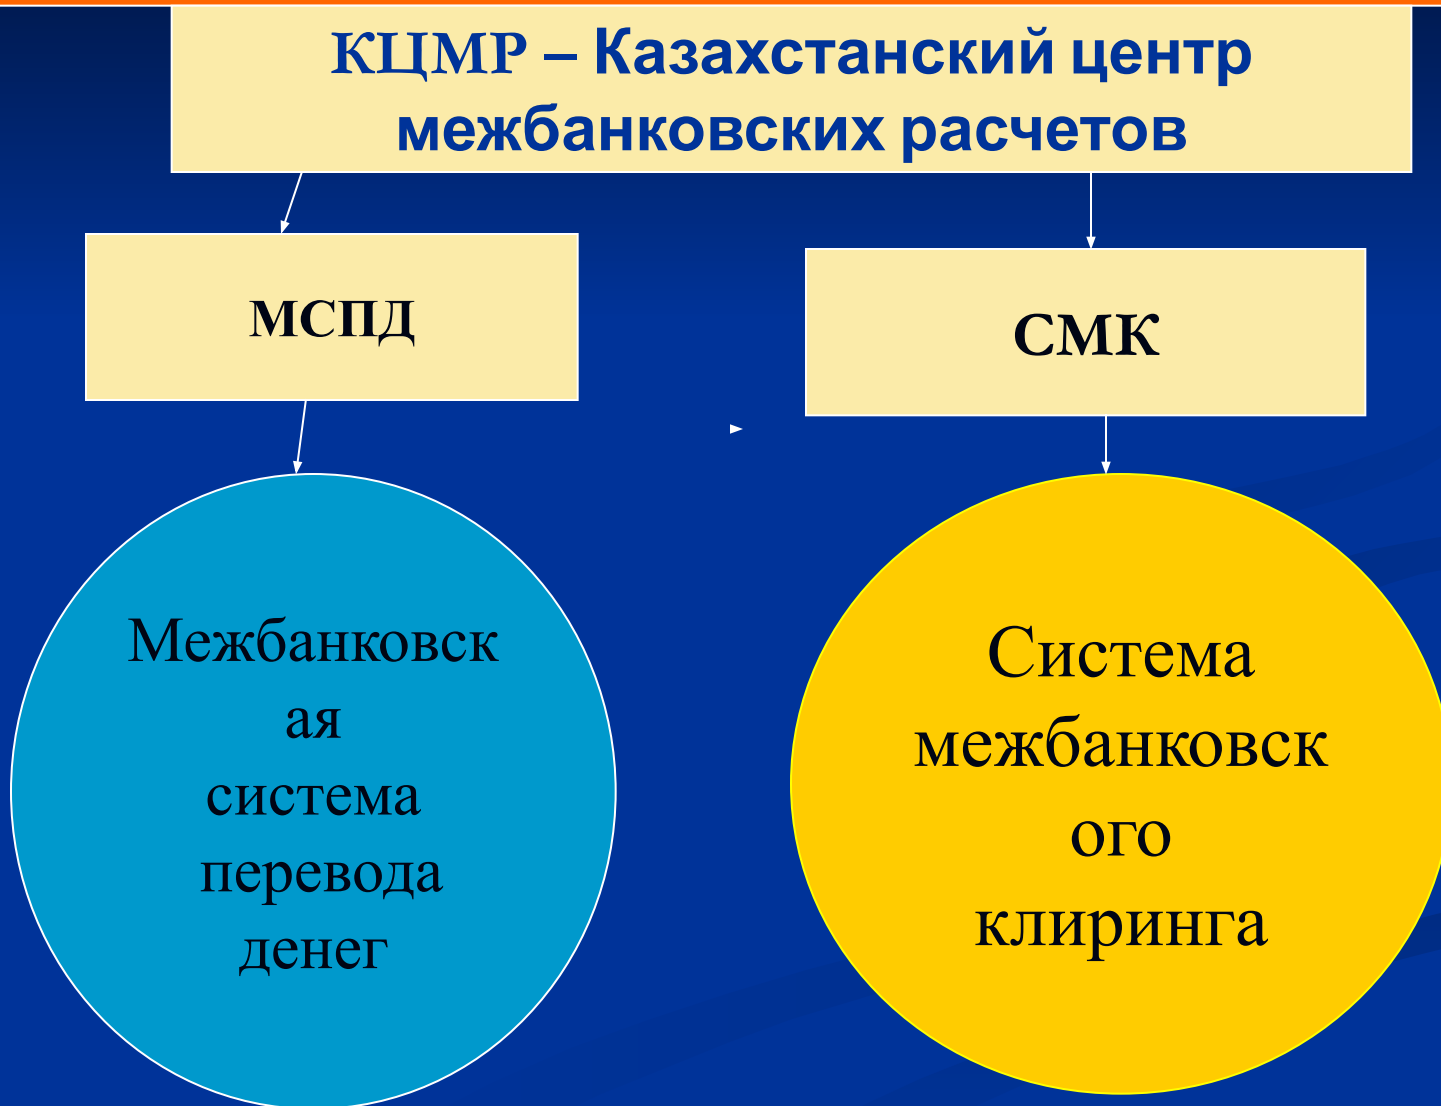 КЦМР – Казахстанский центр
межбанковских расчетов
МСПД
СМК
Межбанковск
ая
система
перевода
денег
Система
межбанковск
ого
клиринга